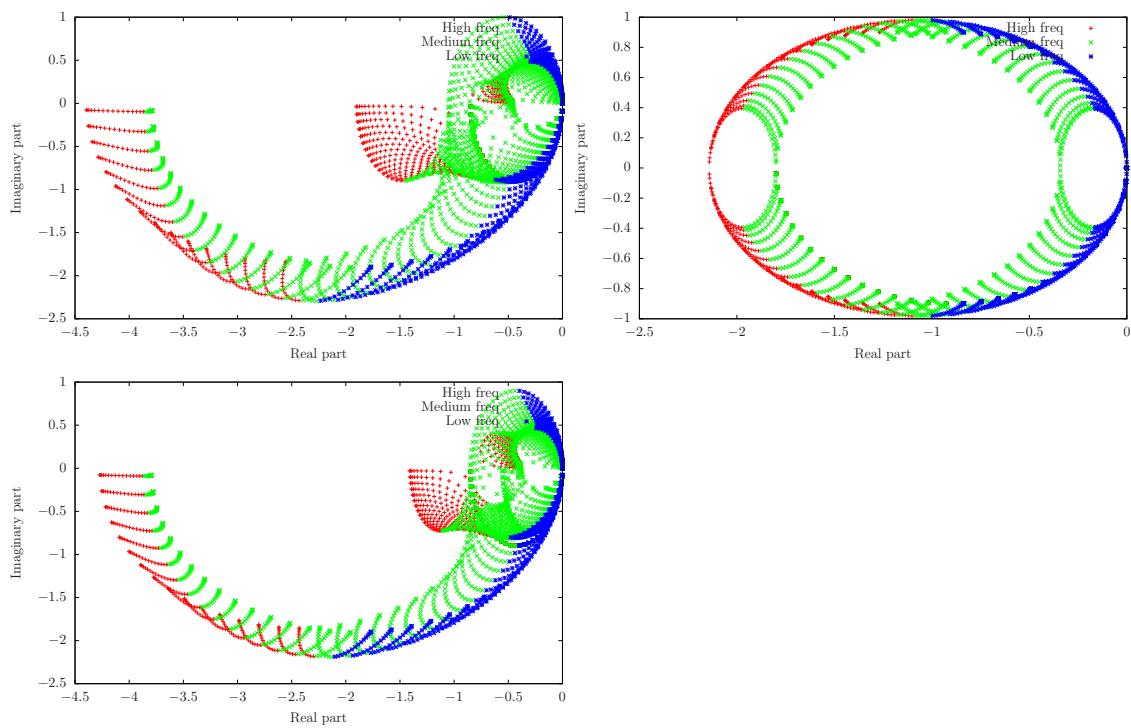 1
0.5
0
−0.5
−1
−1.5
−2
−2.5
Imaginary part
−4.5 −4 −3.5 −3 −2.5 −2 −1.5 −1 −0.5 0
Real part
High freq
Medium freq
Low freq
1
0.8
0.6
0.4
0.2
0
−0.2
−0.4
−0.6
−0.8
−1
Imaginary part
−2.5 −2 −1.5 −1 −0.5 0
Real part
High freq
Medium freq
Low freq
1
0.5
0
−0.5
−1
−1.5
−2
−2.5
Imaginary part
−4.5 −4 −3.5 −3 −2.5 −2 −1.5 −1 −0.5 0
Real part
High freq
Medium freq
Low freq